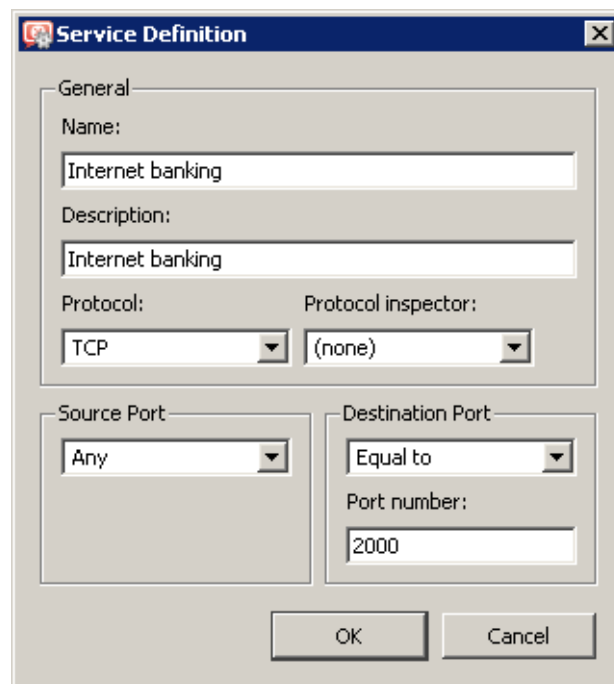 Service Definition
General
Name:
Internet banking
Description:
Internet banking
Protocol: Protocol inspector:
TCP (none)
Source Port Destination Port
Any Equal to
Port number:
2000
OK Cancel